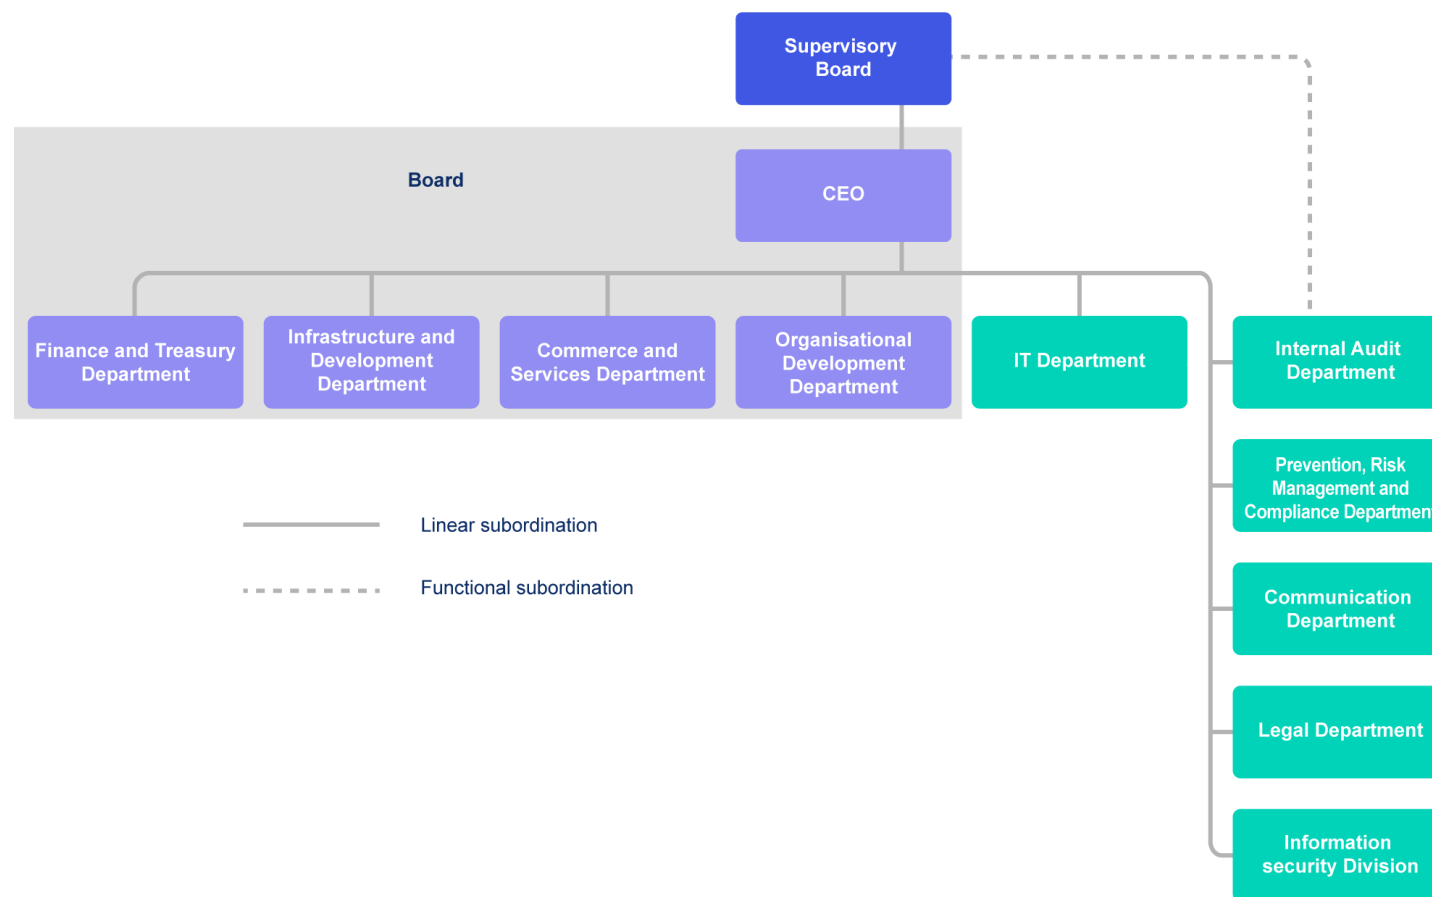 Supervisory
Board
Board
CEO
Finance and Treasury
Department
Infrastructure and
Development
Department
Commerce and
Services Department
Organisational
Development
Department
IT Department
Internal Audit
Department
Prevention, Risk
Management and
Compliance Department
Communication
Department
Legal Department
Information
security Division
Linear subordination
Functional subordination